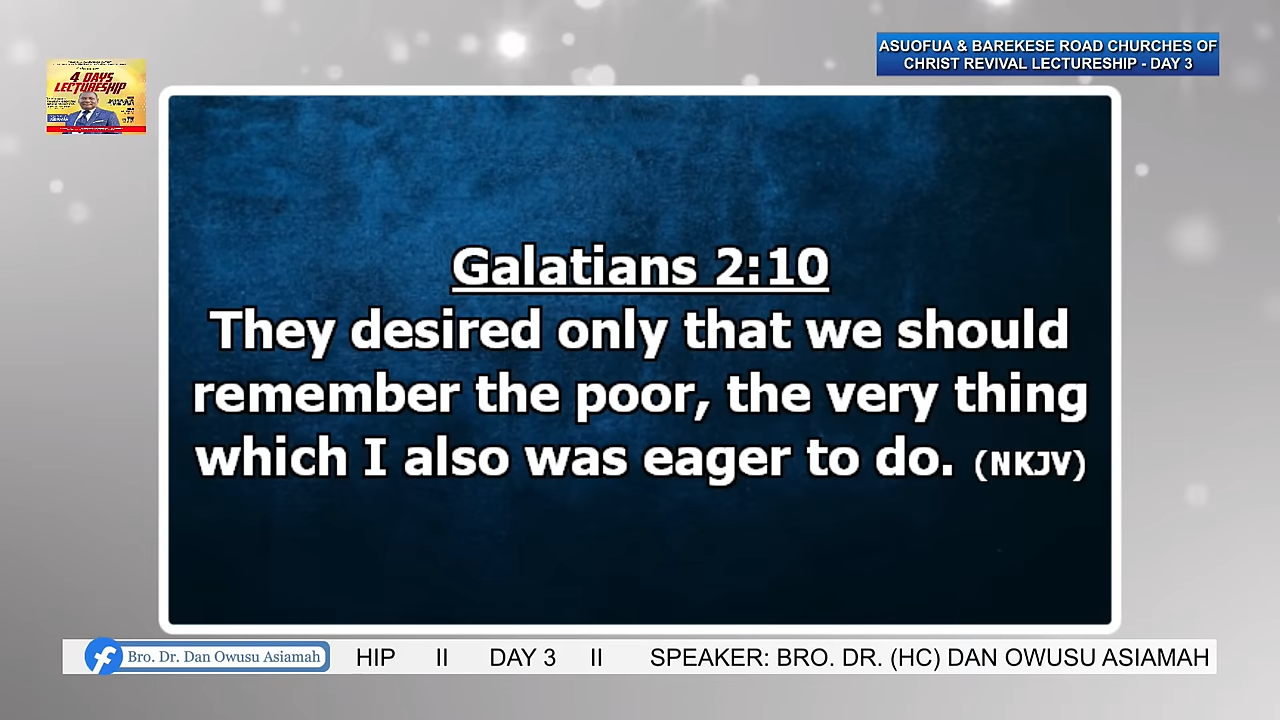 ASUOFUA & BAREKESE ROAD CHURCHES OF
CHRIST REVIVAL LECTURESHIP - DAY 3
4 DAYS
LECTURESHIP
Galatians 2:10
They desired only that we should
remember the poor, the very thing
which I also was eager to do. (NKJV)
Bro. Dr. Dan Owusu Asiamah
HIP II DAY 3 II SPEAKER: BRO. DR. (HC) DAN OWUSU ASIAMAH